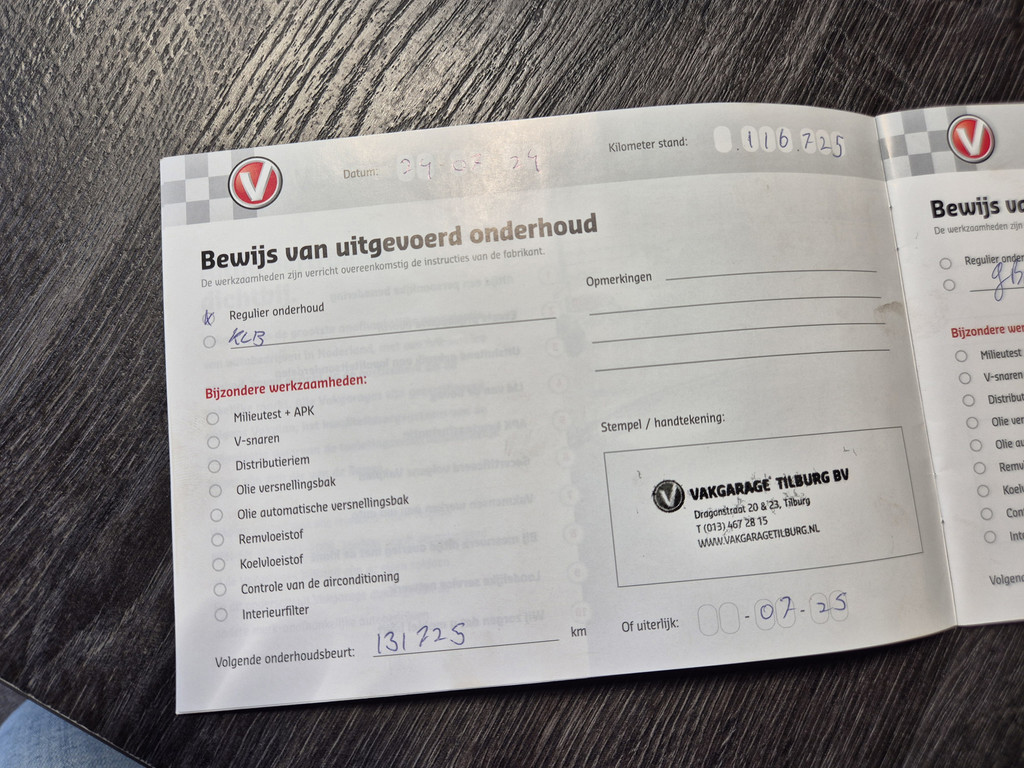 Datum: 24-07-24
Kilometer stand: 116.725
Bewijs van uitgevoerd onderhoud
De werkzaamheden zijn verricht overeenkomstig de instructies van de fabrikant.
Regulier onderhoud
KLB
Opmerkingen
Bijzondere werkzaamheden:
Milieutest + APK
V-snaren
Distributieriem
Olie versnellingsbak
Olie automatische versnellingsbak
Remvloeistof
Koelvloeistof
Controle van de airconditioning
Interieurfilter
Volgende onderhoudsbeurt: 131725 km
Stempel / handtekening:
V VAKGARAGE TILBURG BV
Dragonstraat 20 & 23, Tilburg
T (013) 467 28 15
WWW.VAKGARAGETILBURG.NL
Of uiterlijk: -07-25
V
Bewijs va
De werkzaamheden zijn
Regulier onder
Bijzondere wer
Milieutest
V-snaren
Distribut
Olie ver
Olie au
Remv
Koel
Con
Inte
Volgen